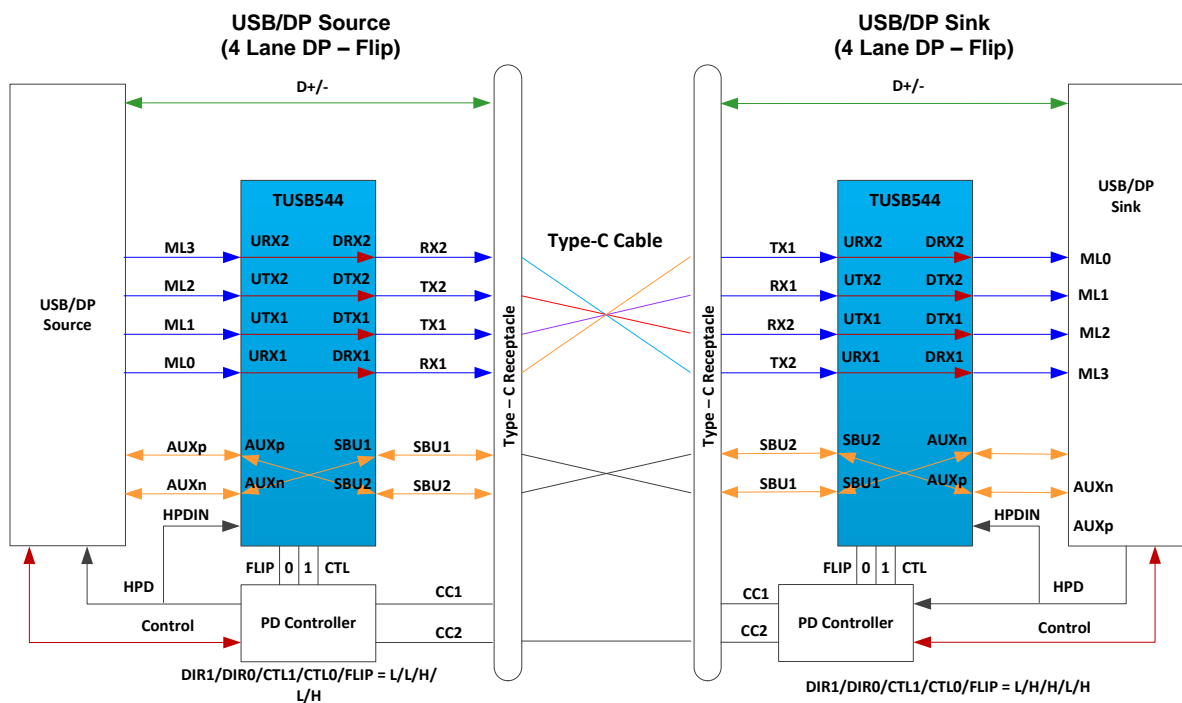 USB/DP Source
(4 Lane DP – Flip)
USB/DP Sink
(4 Lane DP – Flip)
D+/-
D+/-
TUSB544
TUSB544
USB/DP
Sink
Type-C Cable
ML3
URX2
DRX2
RX2
TX1
URX2
DRX2
ML0
ML2
UTX2
DTX2
TX2
RX1
UTX2
DTX2
ML1
USB/DP
Source
ML1
UTX1
DTX1
TX1
RX2
UTX1
DTX1
ML2
ML0
URX1
DRX1
RX1
TX2
URX1
DRX1
ML3
Type – C Receptacle
Type – C Receptacle
AUXp
AUXp
SBU1
SBU1
SBU2
SBU2
AUXn
AUXn
AUXn
SBU2
SBU2
SBU1
SBU1
AUXp
AUXn
HPDIN
HPDIN
AUXp
FLIP 0 1 CTL
FLIP 0 1 CTL
HPD
CC1
CC1
HPD
Control
PD Controller
CC2
CC2
PD Controller
Control
DIR1/DIR0/CTL1/CTL0/FLIP = L/L/H/
L/H
DIR1/DIR0/CTL1/CTL0/FLIP = L/H/H/L/H